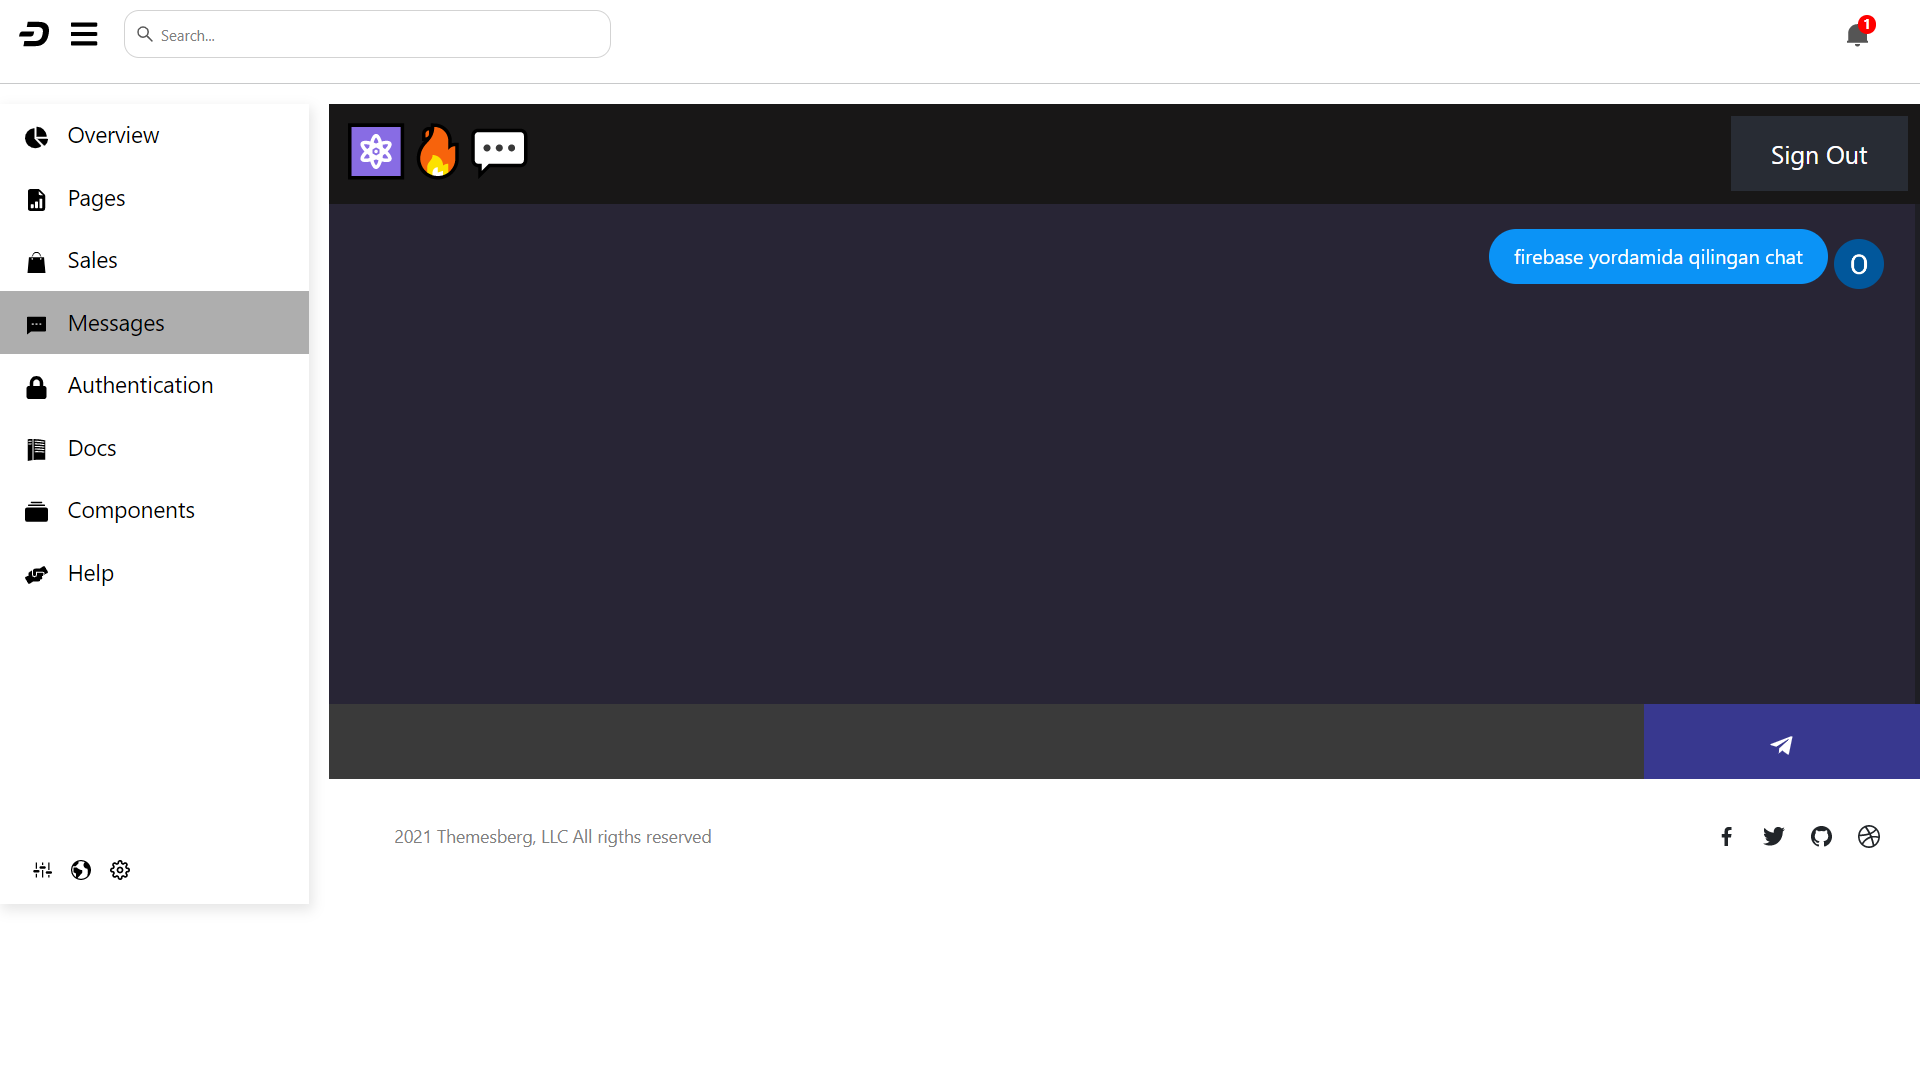 Search...
1
Overview
Pages
Sales
Messages
Authentication
Docs
Components
Help
Sign Out
firebase yordamida qilingan chat
O
2021 Themesberg, LLC All rigths reserved